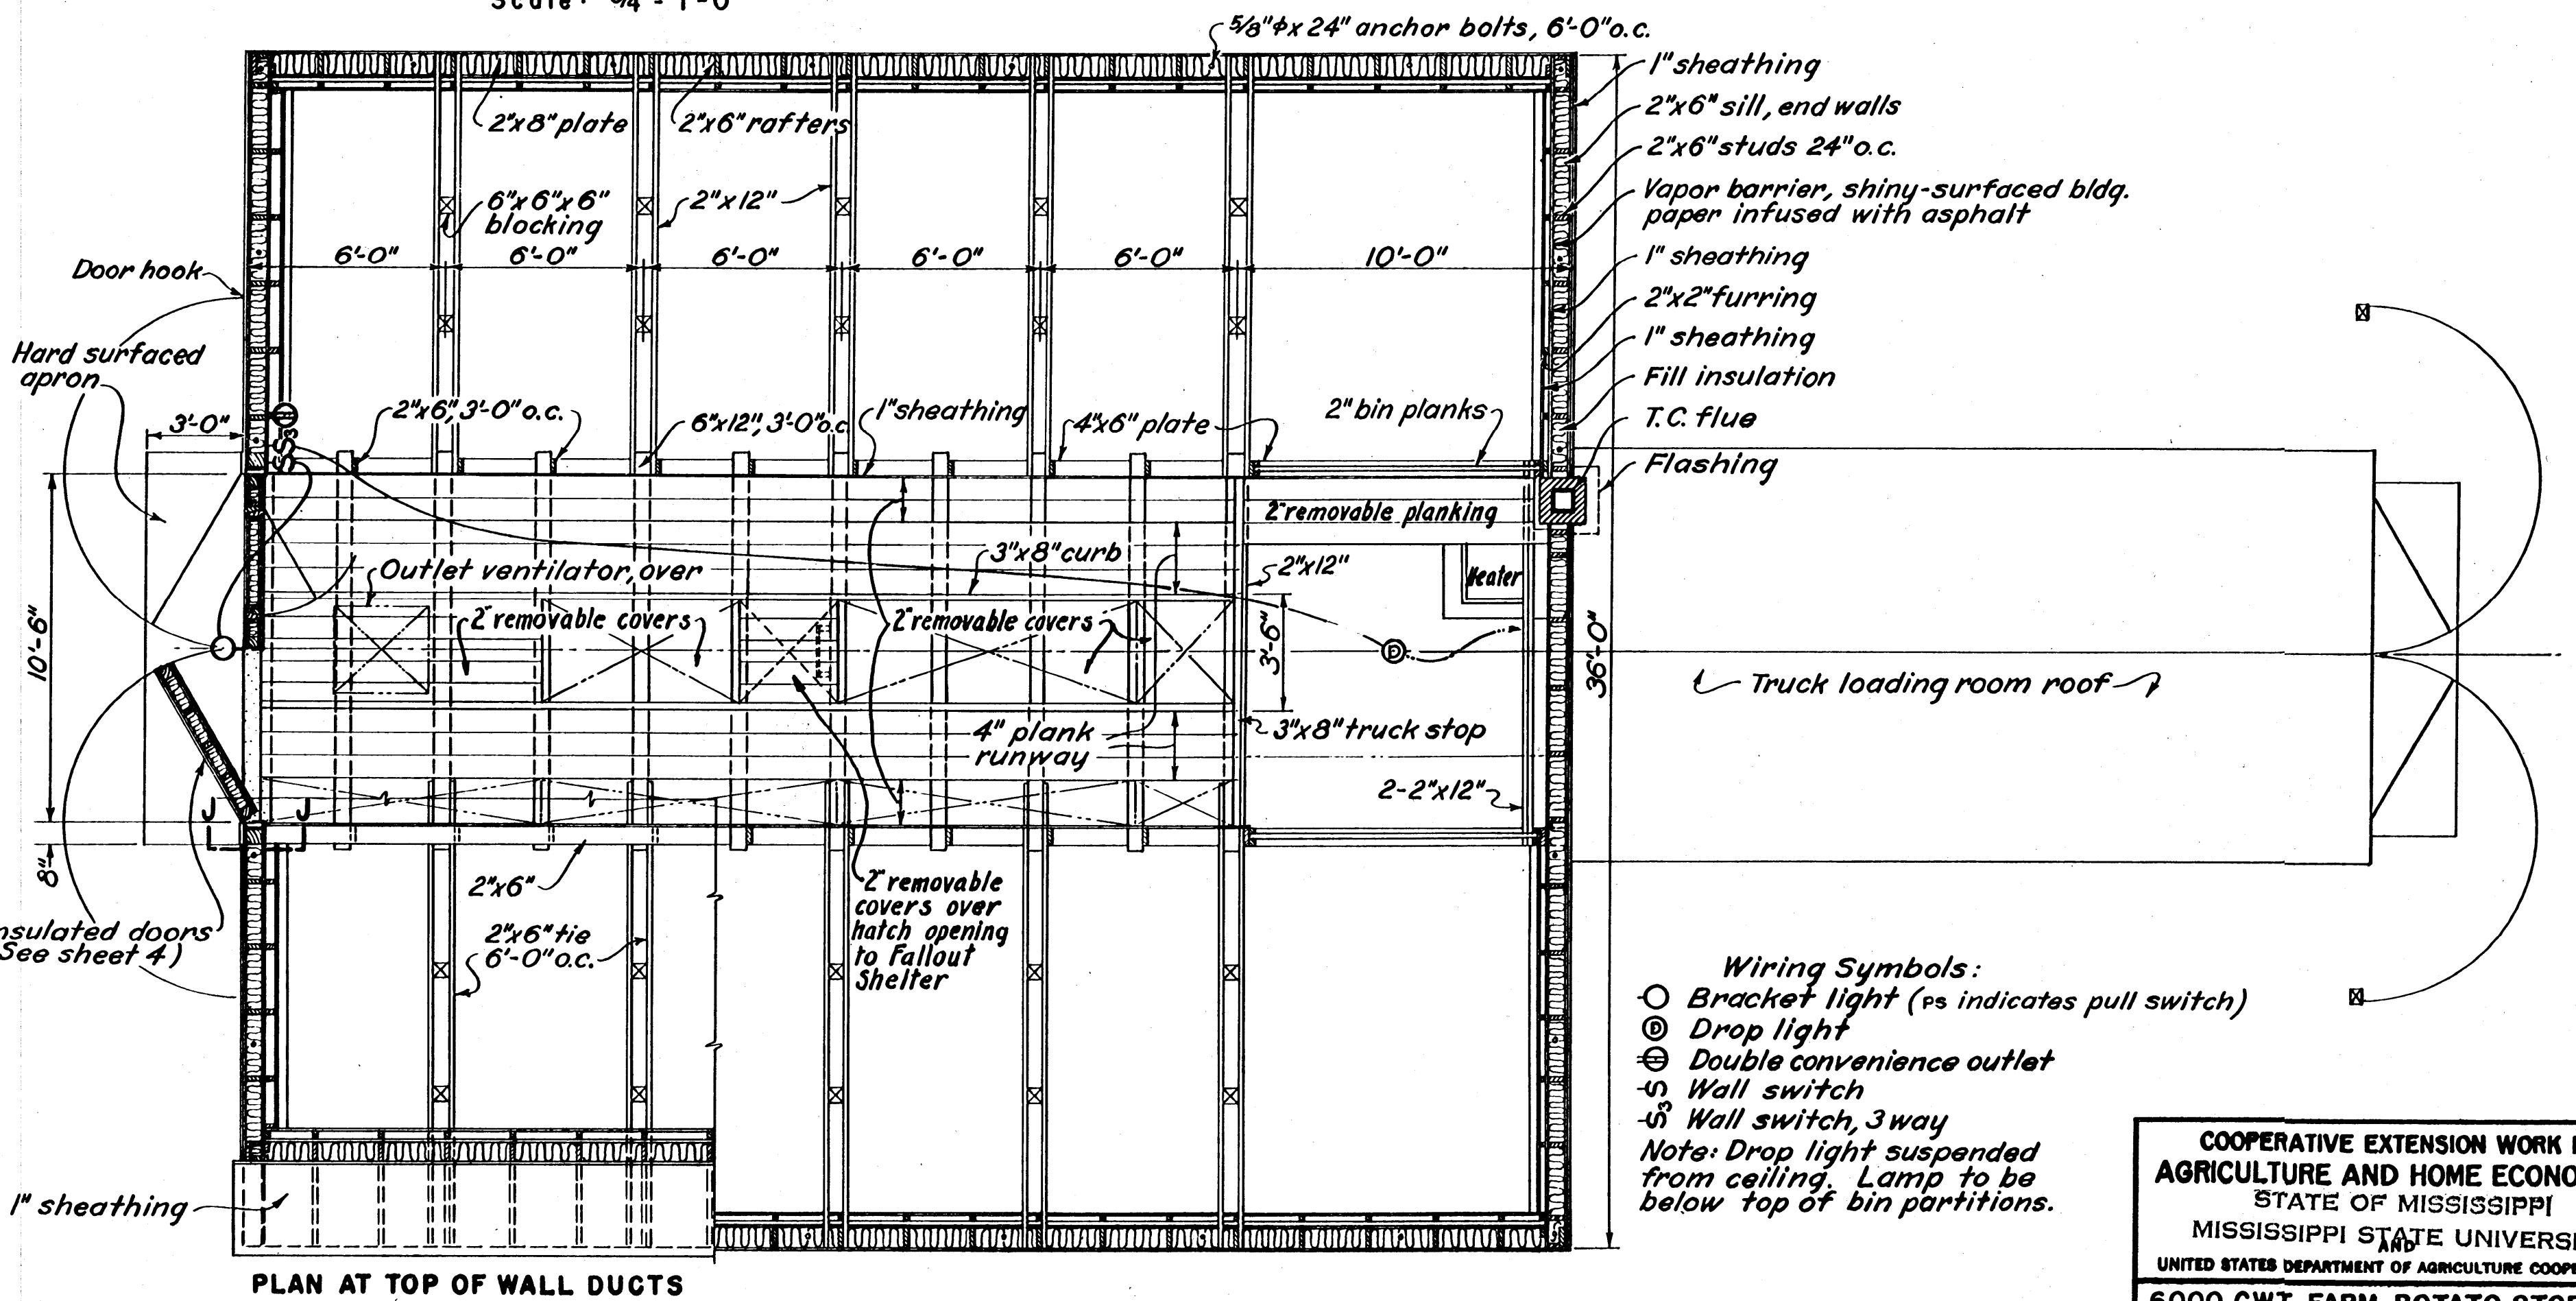 5/8"ɸx 24" anchor bolts, 6'-0"o.c.
1" sheathing
2"x6" sill, end walls
2"x6" studs 24" o.c.
Vapor barrier, shiny-surfaced bldg.
paper infused with asphalt
1" sheathing
2"x2" furring
1" sheathing
Fill insulation
T.C. flue
Flashing
2"x8" plate
2"x6" rafters
6"x6"x6"
blocking
2"x12"
6'-0"
6'-0"
6'-0"
6'-0"
6'-0"
10'-0"
Door hook
Hard surfaced
apron
3'-0"
2"x6", 3'-0" o.c.
6"x12", 3'-0" o.c.
1" sheathing
4"x6" plate
2" bin planks
S
S3
2" removable planking
3"x8" curb
2"x12"
Heater
Outlet ventilator, over
2" removable covers
2" removable covers
10'-6"
3'-6"
36'-0"
D
Truck loading room roof
4" plank
runway
3"x8" truck stop
2-2"x12"
J
J
8"
2"x6"
2"x6" tie
6'-0" o.c.
2" removable
covers over
hatch opening
to Fallout
Shelter
nsulated doors
See sheet 4)
1" sheathing
Wiring Symbols:
Bracket light (PS indicates pull switch)
D Drop light
Double convenience outlet
S Wall switch
S3 Wall switch, 3 way
Note: Drop light suspended
from ceiling. Lamp to be
below top of bin partitions.
PLAN AT TOP OF WALL DUCTS
COOPERATIVE EXTENSION WORK
AGRICULTURE AND HOME ECONO
STATE OF MISSISSIPPI
MISSISSIPPI STATE UNIVERS
AND
UNITED STATES DEPARTMENT OF AGRICULTURE COOPE
6000 CWT. FARM POTATO STOR